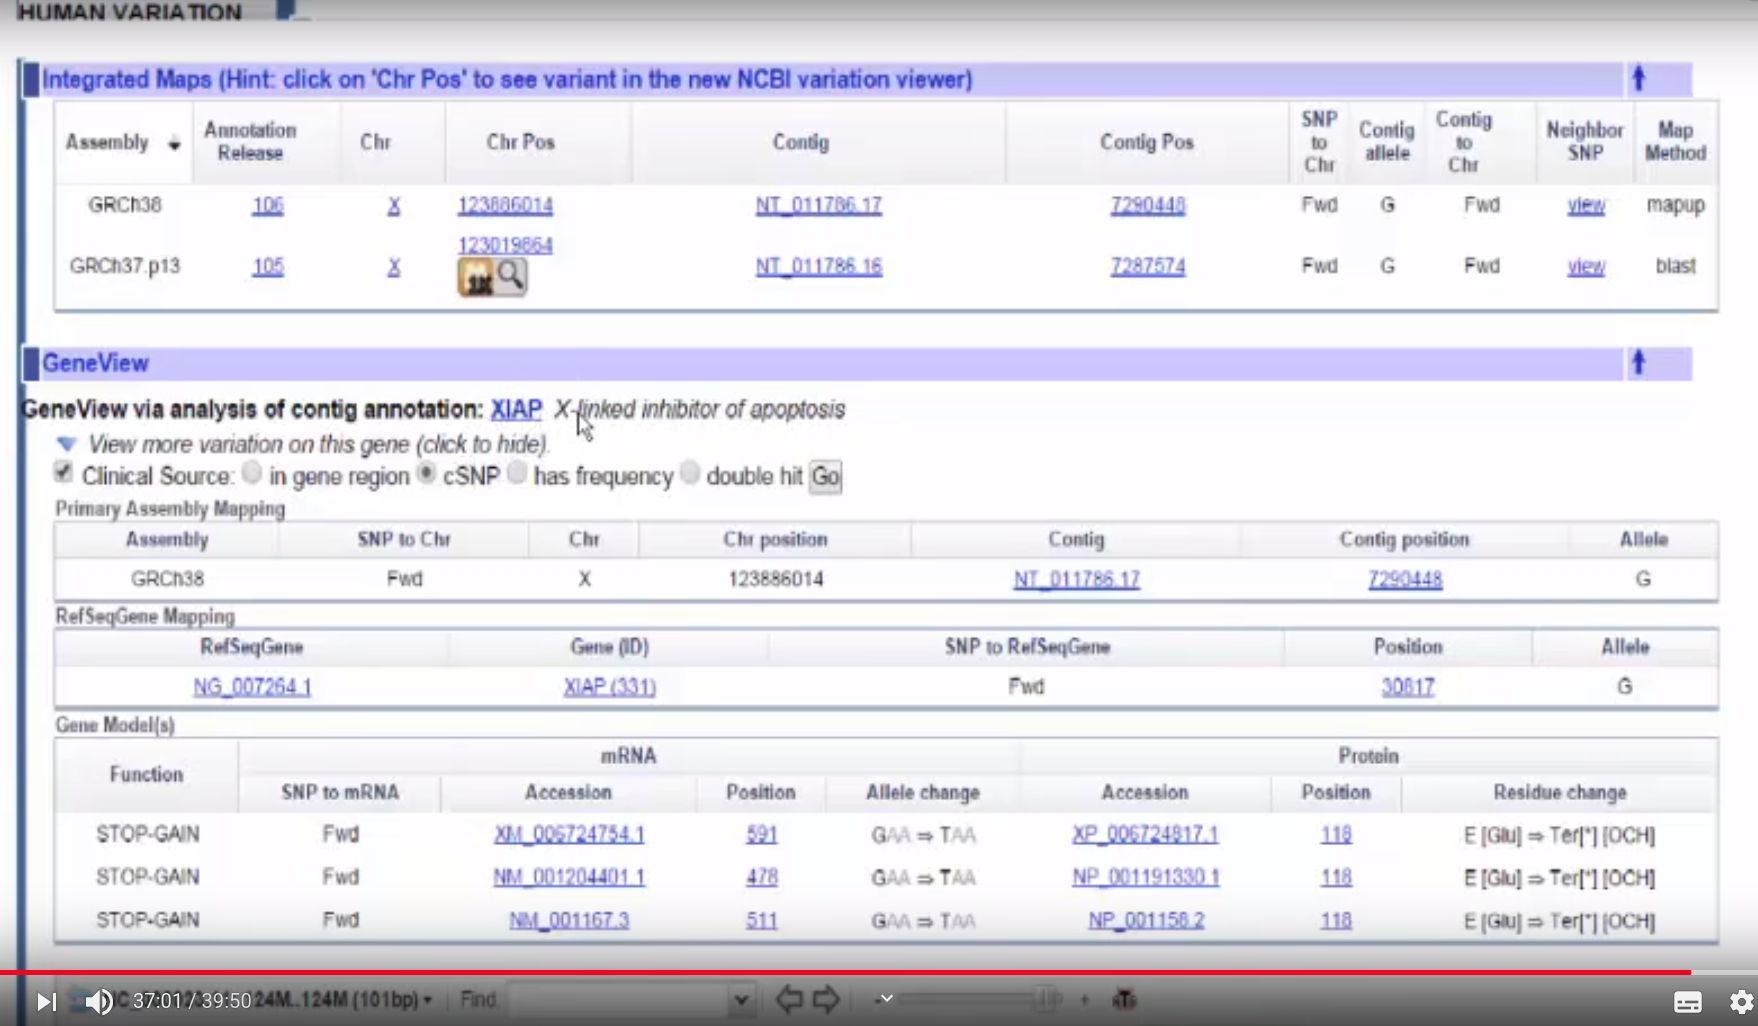 HUMAN VARIATION
Integrated Maps (Hint: click on 'Chr Pos' to see variant in the new NCBI variation viewer)
Assembly Annotation Release Chr Chr Pos Contig Contig Pos SNP to Chr Contig allele Contig to Chr Neighbor SNP Map Method
GRCh38 106 X 123886014 NT_011786.17 7290448 Fwd G Fwd view mapup
GRCh37.p13 105 X 123019864 NT_011786.16 7287574 Fwd G Fwd view blast
1X
GeneView
GeneView via analysis of contig annotation: XIAP X-linked inhibitor of apoptosis
View more variation on this gene (click to hide).
Clinical Source: in gene region cSNP has frequency double hit Go
Primary Assembly Mapping
Assembly SNP to Chr Chr Chr position Contig Contig position Allele
GRCh38 Fwd X 123886014 NT_011786.17 7290448 G
RefSeqGene Mapping
RefSeqGene Gene (ID) SNP to RefSeqGene Position Allele
NG_007264.1 XIAP (331) Fwd 30817 G
Gene Model(s)
Function mRNA Protein
SNP to mRNA Accession Position Allele change Accession Position Residue change
STOP-GAIN Fwd XM_006724754.1 591 GAA ⇒ TAA XP_006724817.1 118 E [Glu] ⇒ Ter[*] [OCH]
STOP-GAIN Fwd NM_001204401.1 478 GAA ⇒ TAA NP_001191330.1 118 E [Glu] ⇒ Ter[*] [OCH]
STOP-GAIN Fwd NM_001167.3 511 GAA ⇒ TAA NP_001158.2 118 E [Glu] ⇒ Ter[*] [OCH]
37:01 / 39:50 24M..124M (101bp) Find